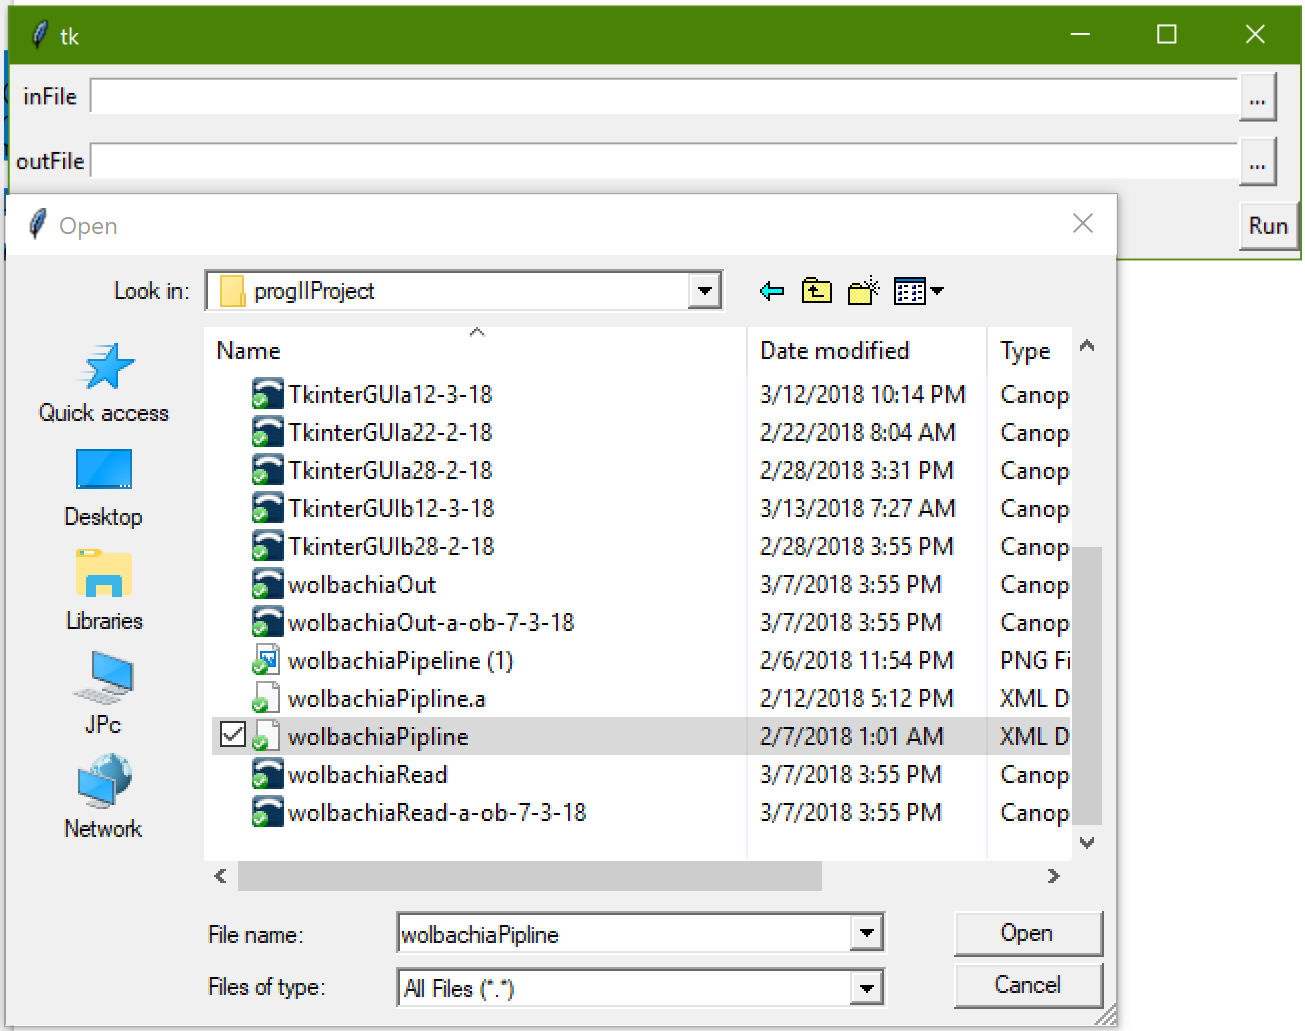 tk
inFile
...
outFile
...
Run
Open
Look in: progIIProject
Name Date modified Type
TkinterGUIa12-3-18 3/12/2018 10:14 PM Canop
TkinterGUIa22-2-18 2/22/2018 8:04 AM Canop
TkinterGUIa28-2-18 2/28/2018 3:31 PM Canop
TkinterGUIb12-3-18 3/13/2018 7:27 AM Canop
TkinterGUIb28-2-18 2/28/2018 3:55 PM Canop
wolbachiaOut 3/7/2018 3:55 PM Canop
wolbachiaOut-a-ob-7-3-18 3/7/2018 3:55 PM Canop
wolbachiaPipeline (1) 2/6/2018 11:54 PM PNG Fi
wolbachiaPipline.a 2/12/2018 5:12 PM XML D
wolbachiaPipline 2/7/2018 1:01 AM XML D
wolbachiaRead 3/7/2018 3:55 PM Canop
wolbachiaRead-a-ob-7-3-18 3/7/2018 3:55 PM Canop
Quick access
Desktop
Libraries
JPc
Network
File name: wolbachiaPipline Open
Files of type: All Files (*.*) Cancel